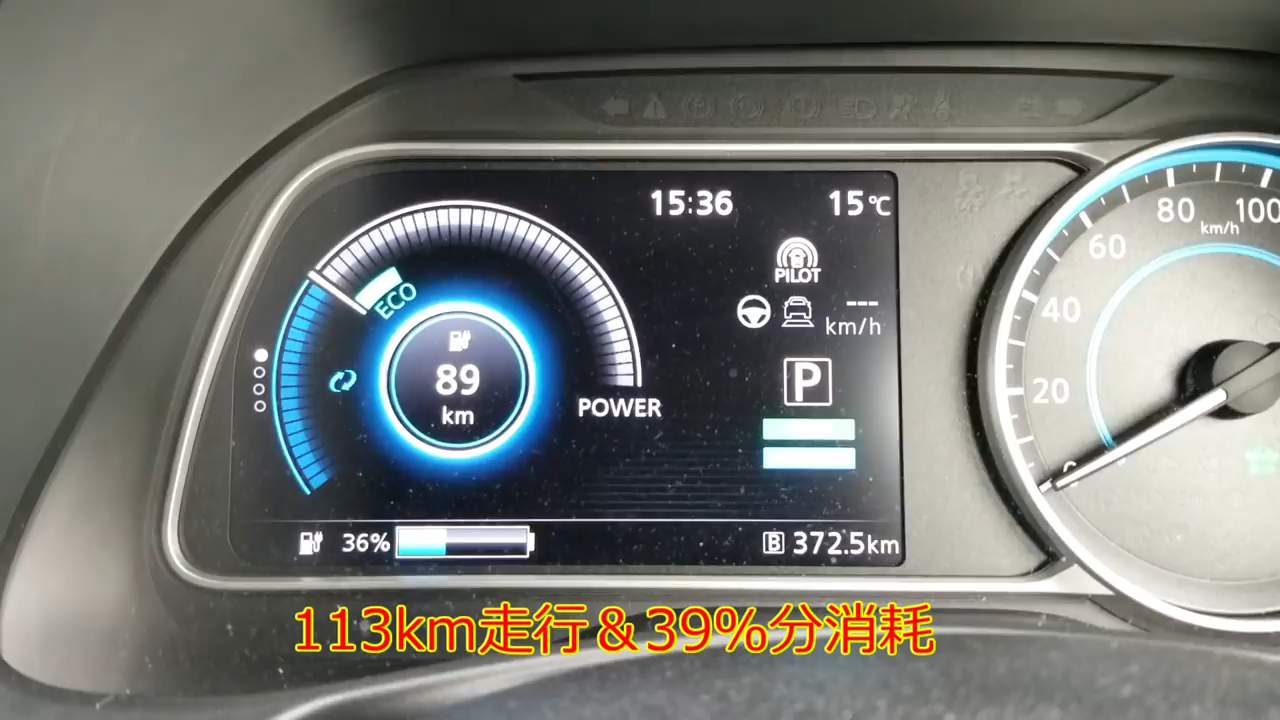 15:36 15℃
PILOT
ECO
--- km/h
89
km
P
POWER
36%
B 372.5km
0 20 40 60 80 100
km/h
113km走行＆39%分消耗